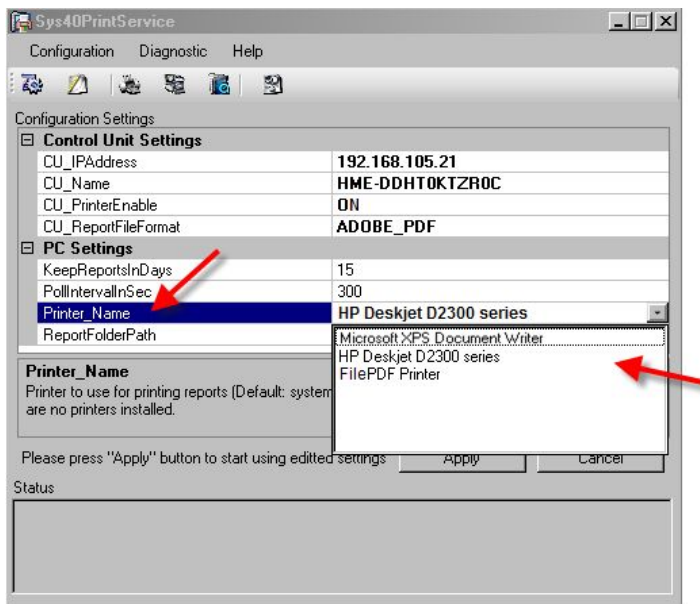 Sys40PrintService
Configuration Diagnostic Help
Configuration Settings
Control Unit Settings
CU_IPAddress 192.168.105.21
CU_Name HME-DDHT0KTZR0C
CU_PrinterEnable ON
CU_ReportFileFormat ADOBE_PDF
PC Settings
KeepReportsInDays 15
PollIntervalInSec 300
Printer_Name HP Deskjet D2300 series
ReportFolderPath
Microsoft XPS Document Writer
HP Deskjet D2300 series
FilePDF Printer
Printer_Name
Printer to use for printing reports (Default: system
are no printers installed.
Please press "Apply" button to start using editted settings Apply Cancel
Status